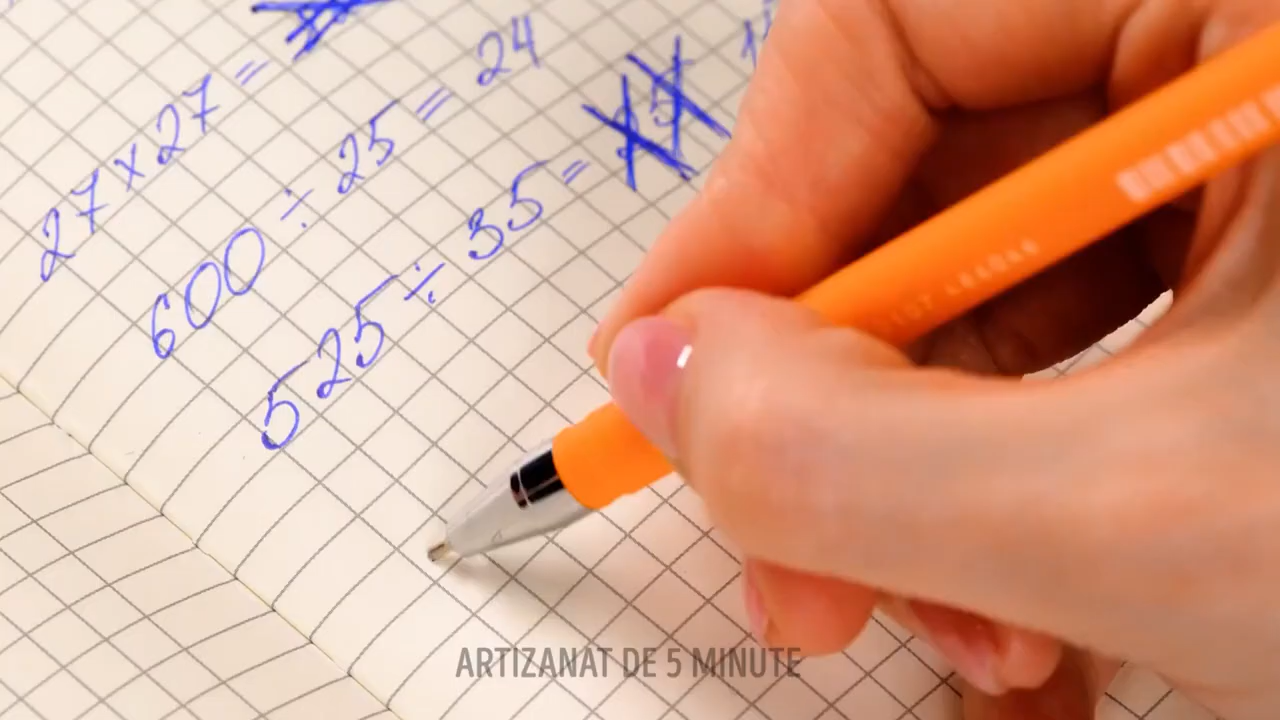 27 × 27 =
600 ÷ 25 = 24
525 ÷ 35 =
ARTIZANAT DE 5 MINUTE